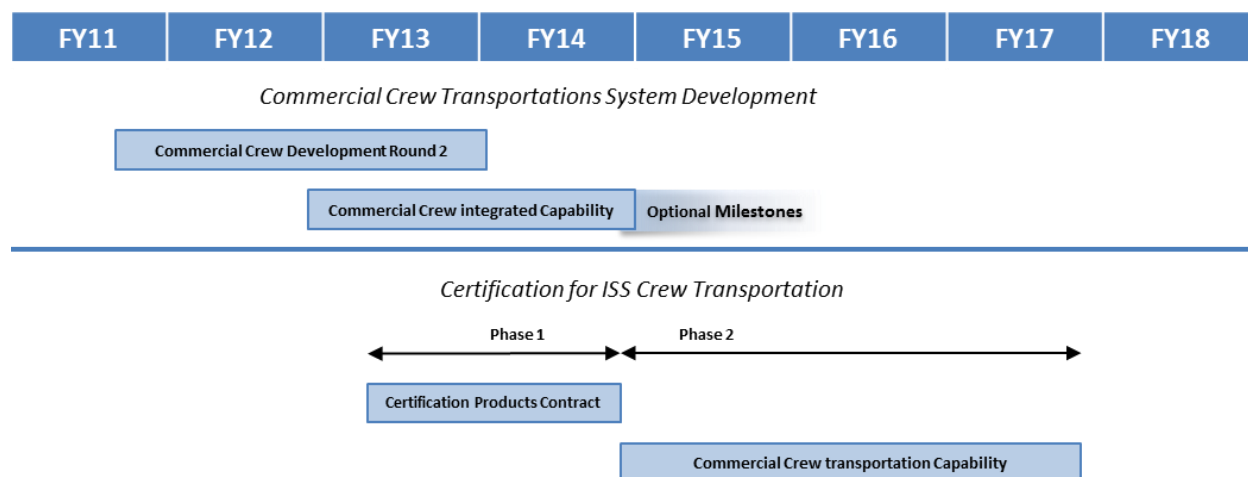 FY11 FY12 FY13 FY14 FY15 FY16 FY17 FY18
Commercial Crew Transportations System Development
Commercial Crew Development Round 2
Commercial Crew integrated Capability
Optional Milestones
Certification for ISS Crew Transportation
Phase 1
Phase 2
Certification Products Contract
Commercial Crew transportation Capability